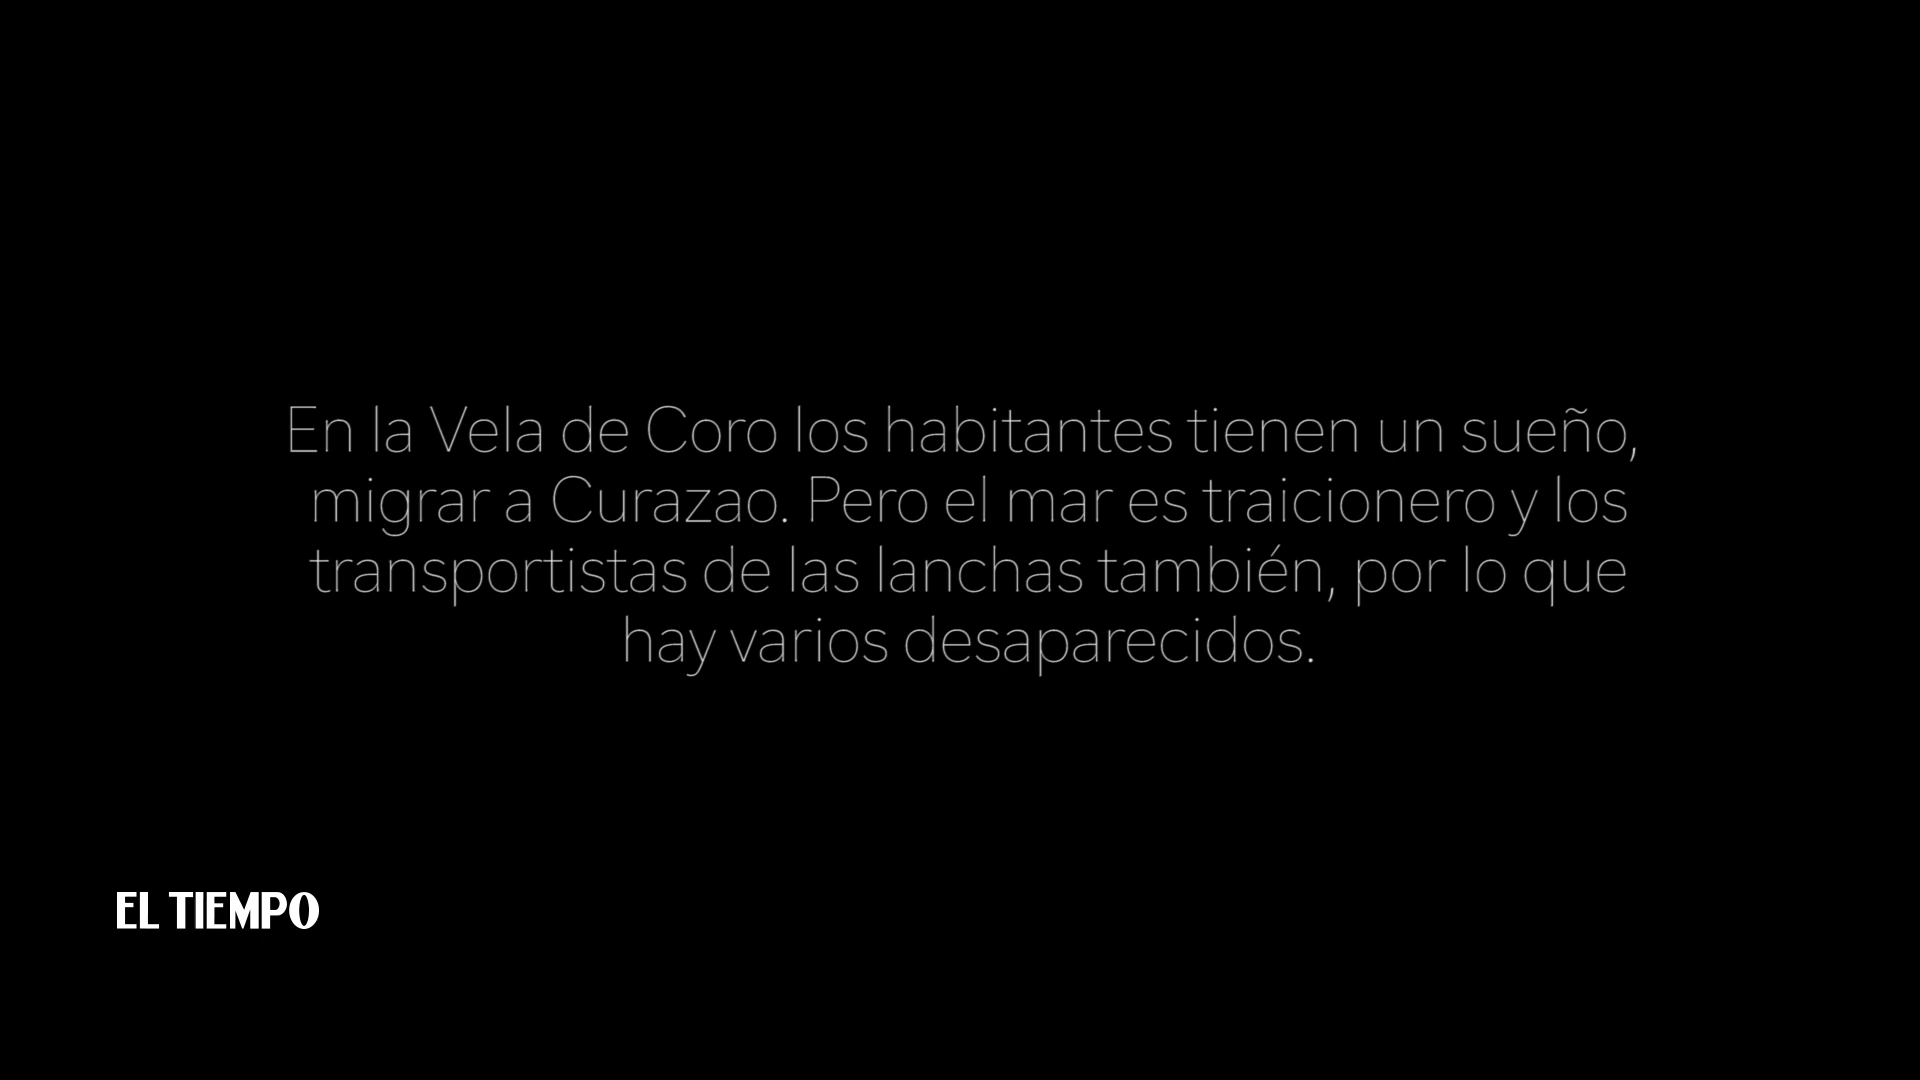 En la Vela de Coro los habitantes tienen un sueño,
migrar a Curazao. Pero el mar es traicionero y los
transportistas de las lanchas también, por lo que
hay varios desaparecidos.
EL TIEMPO